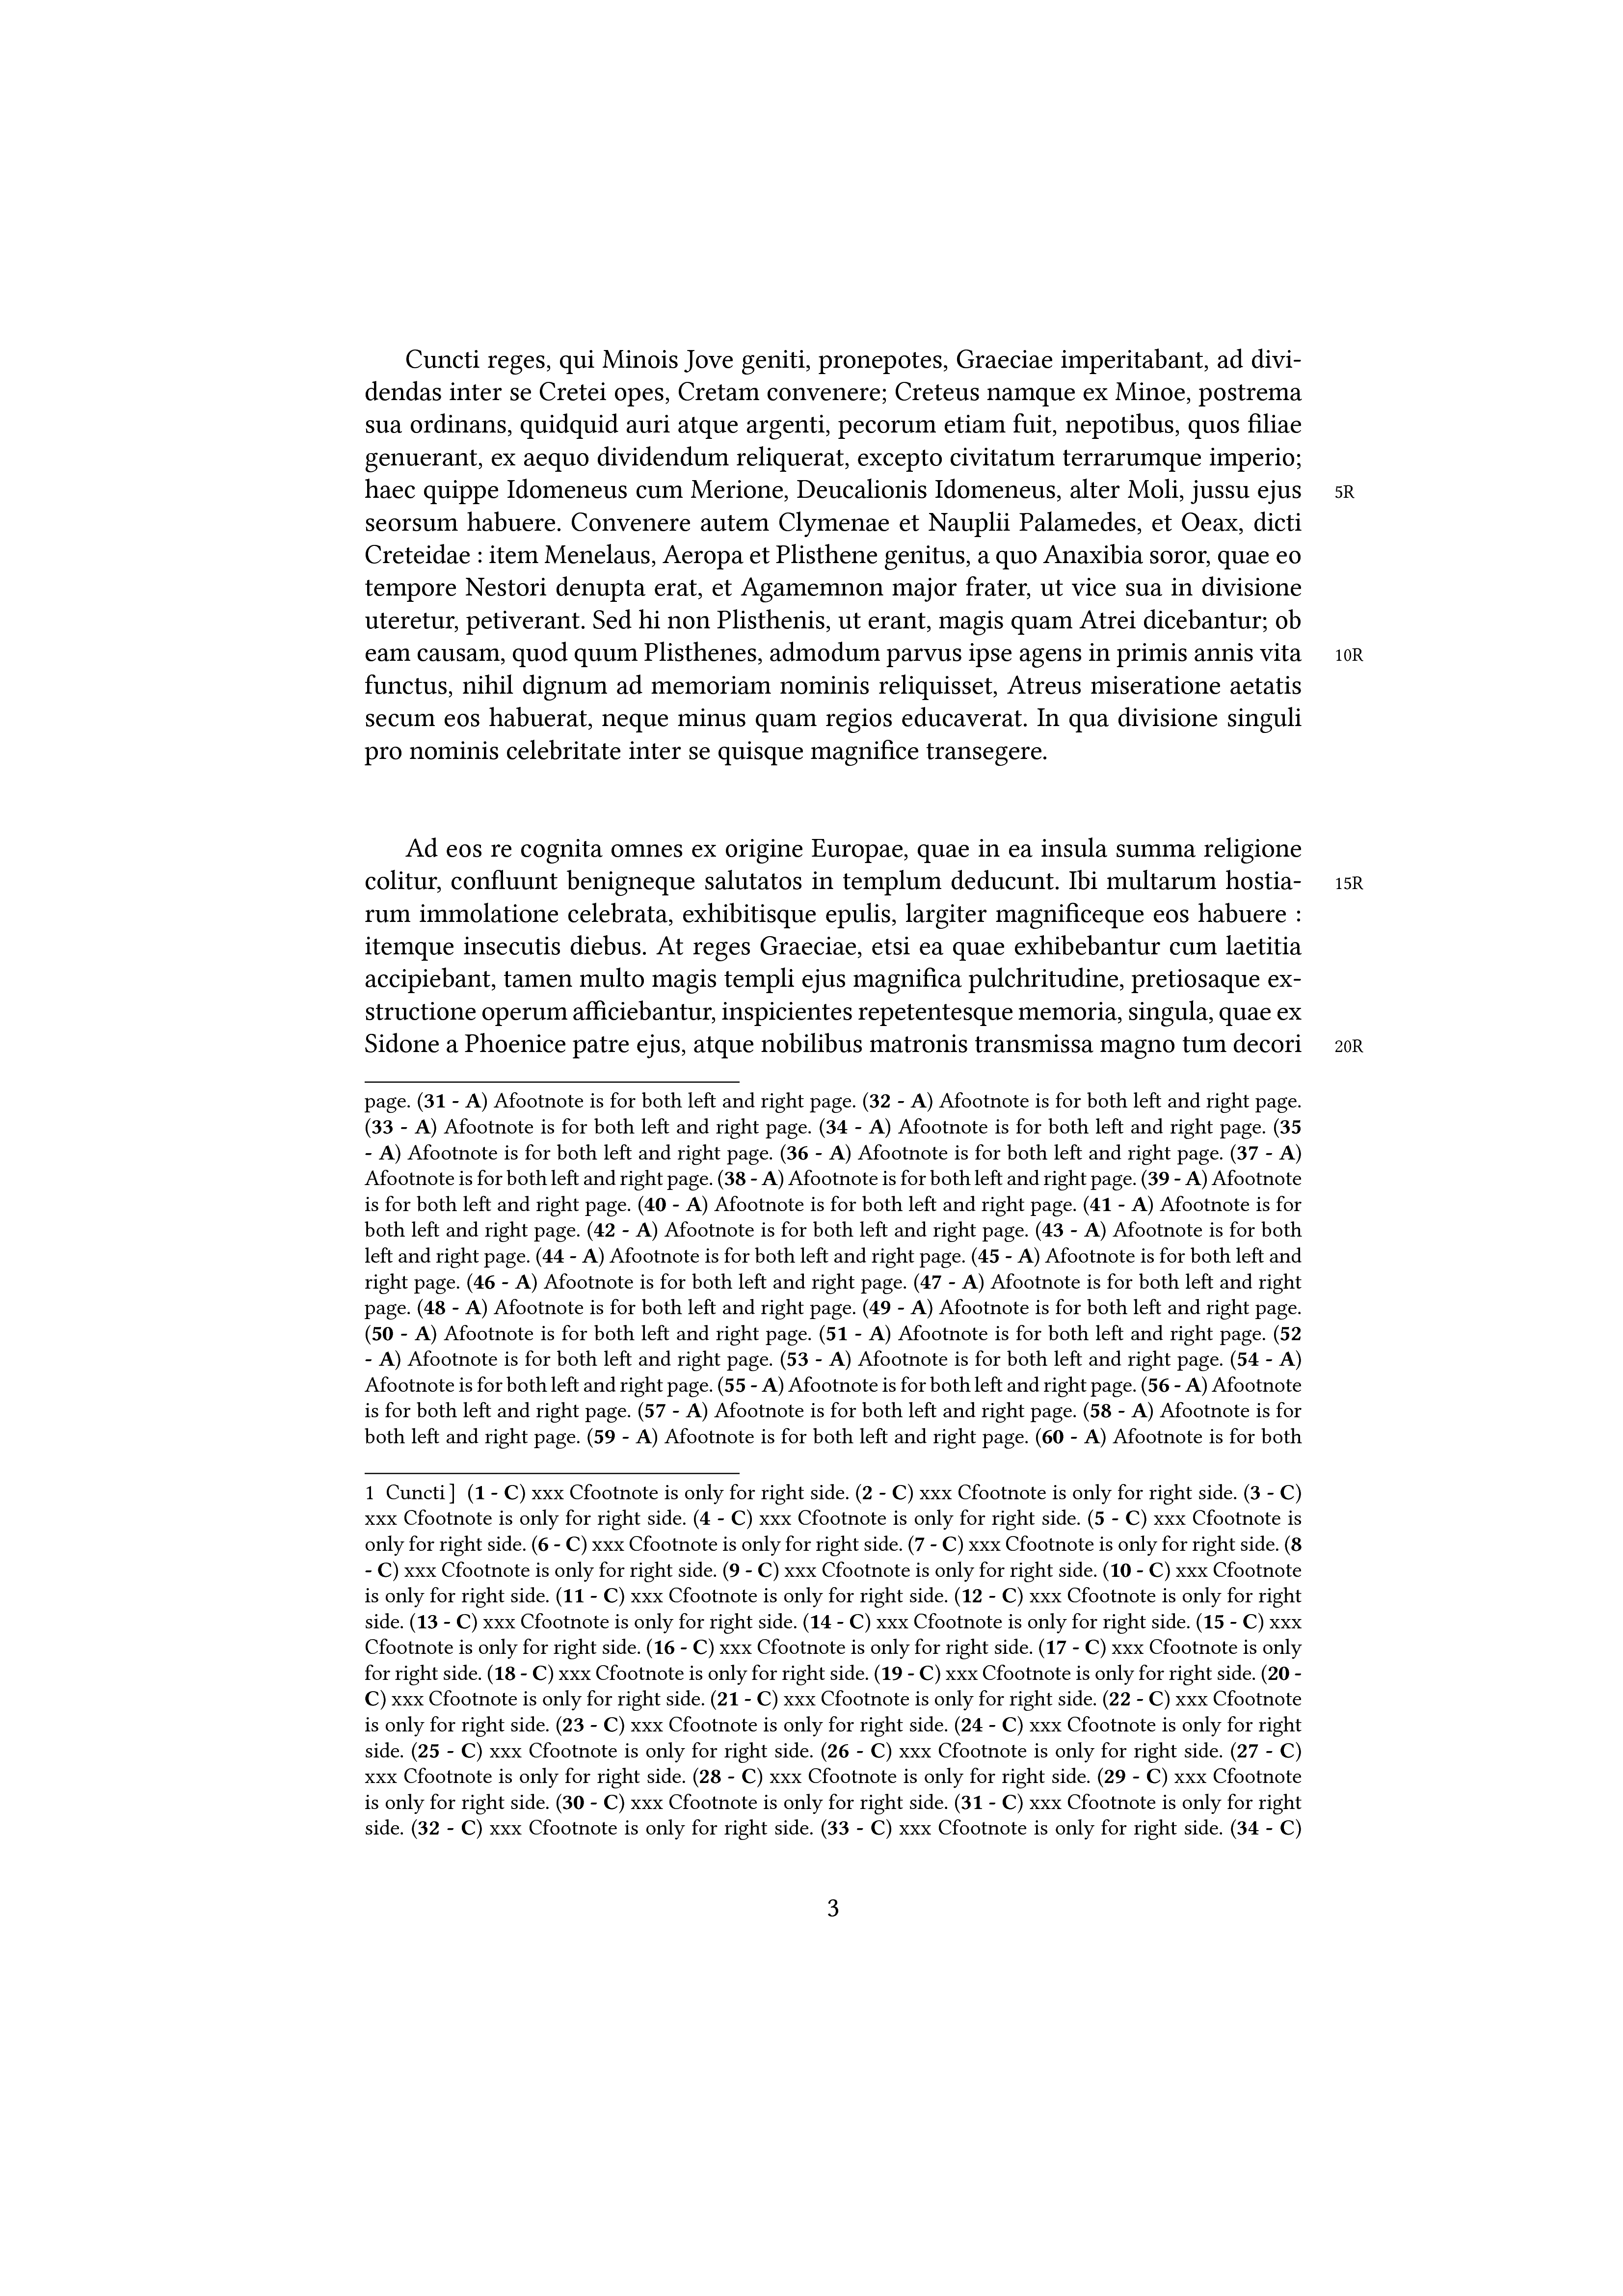 Cuncti reges, qui Minois Jove geniti, pronepotes, Graeciae imperitabant, ad divi-
dendas inter se Cretei opes, Cretam convenere; Creteus namque ex Minoe, postrema
sua ordinans, quidquid auri atque argenti, pecorum etiam fuit, nepotibus, quos filiae
genuerant, ex aequo dividendum reliquerat, excepto civitatum terrarumque imperio;
haec quippe Idomeneus cum Merione, Deucalionis Idomeneus, alter Moli, jussu ejus 5R
seorsum habuere. Convenere autem Clymenae et Nauplii Palamedes, et Oeax, dicti
Creteidae : item Menelaus, Aeropa et Plisthene genitus, a quo Anaxibia soror, quae eo
tempore Nestori denupta erat, et Agamemnon major frater, ut vice sua in divisione
uteretur, petiverant. Sed hi non Plisthenis, ut erant, magis quam Atrei dicebantur; ob
eam causam, quod quum Plisthenes, admodum parvus ipse agens in primis annis vita 10R
functus, nihil dignum ad memoriam nominis reliquisset, Atreus miseratione aetatis
secum eos habuerat, neque minus quam regios educaverat. In qua divisione singuli
pro nominis celebritate inter se quisque magnifice transegere.
Ad eos re cognita omnes ex origine Europae, quae in ea insula summa religione
colitur, confluunt benigneque salutatos in templum deducunt. Ibi multarum hostia- 15R
rum immolatione celebrata, exhibitisque epulis, largiter magnificeque eos habuere :
itemque insecutis diebus. At reges Graeciae, etsi ea quae exhibebantur cum laetitia
accipiebant, tamen multo magis templi ejus magnifica pulchritudine, pretiosaque ex-
structione operum afficiebantur, inspicientes repetentesque memoria, singula, quae ex
Sidone a Phoenice patre ejus, atque nobilibus matronis transmissa magno tum decori 20R
page. (31 - A) Afootnote is for both left and right page. (32 - A) Afootnote is for both left and right page.
(33 - A) Afootnote is for both left and right page. (34 - A) Afootnote is for both left and right page. (35
- A) Afootnote is for both left and right page. (36 - A) Afootnote is for both left and right page. (37 - A)
Afootnote is for both left and right page. (38 - A) Afootnote is for both left and right page. (39 - A) Afootnote
is for both left and right page. (40 - A) Afootnote is for both left and right page. (41 - A) Afootnote is for
both left and right page. (42 - A) Afootnote is for both left and right page. (43 - A) Afootnote is for both
left and right page. (44 - A) Afootnote is for both left and right page. (45 - A) Afootnote is for both left and
right page. (46 - A) Afootnote is for both left and right page. (47 - A) Afootnote is for both left and right
page. (48 - A) Afootnote is for both left and right page. (49 - A) Afootnote is for both left and right page.
(50 - A) Afootnote is for both left and right page. (51 - A) Afootnote is for both left and right page. (52
- A) Afootnote is for both left and right page. (53 - A) Afootnote is for both left and right page. (54 - A)
Afootnote is for both left and right page. (55 - A) Afootnote is for both left and right page. (56 - A) Afootnote
is for both left and right page. (57 - A) Afootnote is for both left and right page. (58 - A) Afootnote is for
both left and right page. (59 - A) Afootnote is for both left and right page. (60 - A) Afootnote is for both
1 Cuncti ] (1 - C) xxx Cfootnote is only for right side. (2 - C) xxx Cfootnote is only for right side. (3 - C)
xxx Cfootnote is only for right side. (4 - C) xxx Cfootnote is only for right side. (5 - C) xxx Cfootnote is
only for right side. (6 - C) xxx Cfootnote is only for right side. (7 - C) xxx Cfootnote is only for right side. (8
- C) xxx Cfootnote is only for right side. (9 - C) xxx Cfootnote is only for right side. (10 - C) xxx Cfootnote
is only for right side. (11 - C) xxx Cfootnote is only for right side. (12 - C) xxx Cfootnote is only for right
side. (13 - C) xxx Cfootnote is only for right side. (14 - C) xxx Cfootnote is only for right side. (15 - C) xxx
Cfootnote is only for right side. (16 - C) xxx Cfootnote is only for right side. (17 - C) xxx Cfootnote is only
for right side. (18 - C) xxx Cfootnote is only for right side. (19 - C) xxx Cfootnote is only for right side. (20 -
C) xxx Cfootnote is only for right side. (21 - C) xxx Cfootnote is only for right side. (22 - C) xxx Cfootnote
is only for right side. (23 - C) xxx Cfootnote is only for right side. (24 - C) xxx Cfootnote is only for right
side. (25 - C) xxx Cfootnote is only for right side. (26 - C) xxx Cfootnote is only for right side. (27 - C)
xxx Cfootnote is only for right side. (28 - C) xxx Cfootnote is only for right side. (29 - C) xxx Cfootnote
is only for right side. (30 - C) xxx Cfootnote is only for right side. (31 - C) xxx Cfootnote is only for right
side. (32 - C) xxx Cfootnote is only for right side. (33 - C) xxx Cfootnote is only for right side. (34 - C)
3